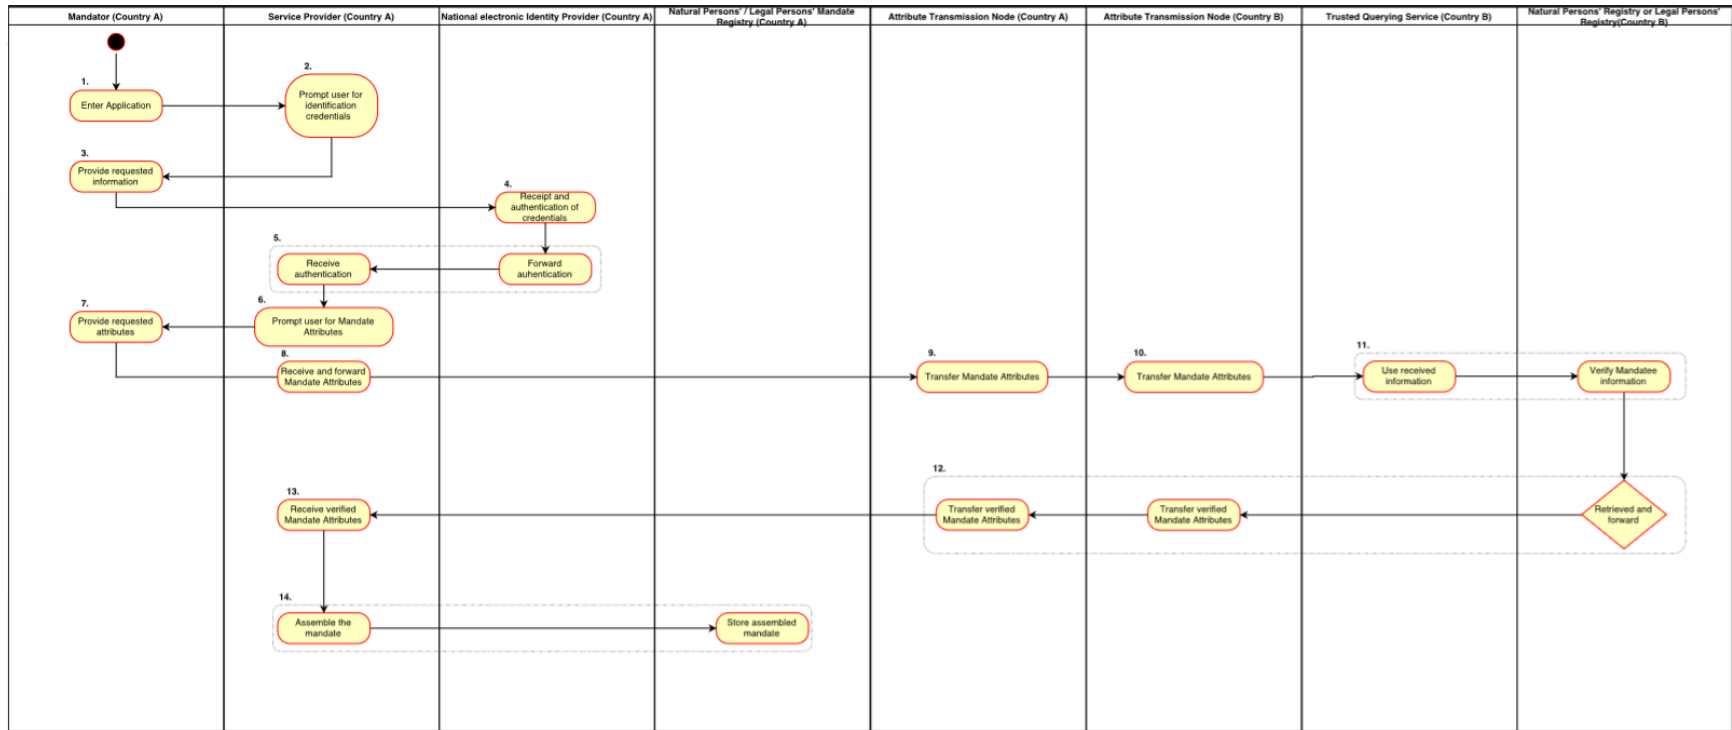 Mandator (Country A)
Service Provider (Country A)
National electronic Identity Provider (Country A)
Natural Persons' / Legal Persons' Mandate
Registry (Country A)
Attribute Transmission Node (Country A)
Attribute Transmission Node (Country B)
Trusted Querying Service (Country B)
Natural Persons' Registry or Legal Persons'
Registry(Country B)
1.
Enter Application
2.
Prompt user for
identification
credentials
3.
Provide requested
information
4.
Receipt and
authentication of
credentials
5.
Receive
authentication
Forward
auhentication
6.
Prompt user for Mandate
Attributes
7.
Provide requested
attributes
8.
Receive and forward
Mandate Attributes
9.
Transfer Mandate Attributes
10.
Transfer Mandate Attributes
11.
Use received
information
Verify Mandatee
information
12.
Retrieved and
forward
Transfer verified
Mandate Attributes
Transfer verified
Mandate Attributes
13.
Receive verified
Mandate Attributes
14.
Assemble the
mandate
Store assembled
mandate